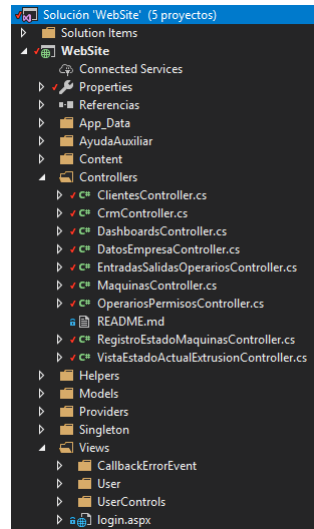 Solución 'WebSite' (5 proyectos)
Solution Items
WebSite
Connected Services
Properties
Referencias
App_Data
AyudaAuxiliar
Content
Controllers
C# ClientesController.cs
C# CrmController.cs
C# DashboardsController.cs
C# DatosEmpresaController.cs
C# EntradasSalidasOperariosController.cs
C# MaquinasController.cs
C# OperariosPermisosController.cs
README.md
C# RegistroEstadoMaquinasController.cs
C# VistaEstadoActualExtrusionController.cs
Helpers
Models
Providers
Singleton
Views
CallbackErrorEvent
User
UserControls
login.aspx